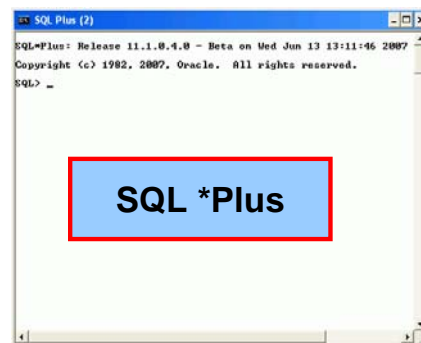 SQL Plus (2)
SQL*Plus: Release 11.1.0.4.0 - Beta on Wed Jun 13 13:11:46 2007
Copyright (c) 1982, 2007, Oracle. All rights reserved.
SQL> _
SQL *Plus